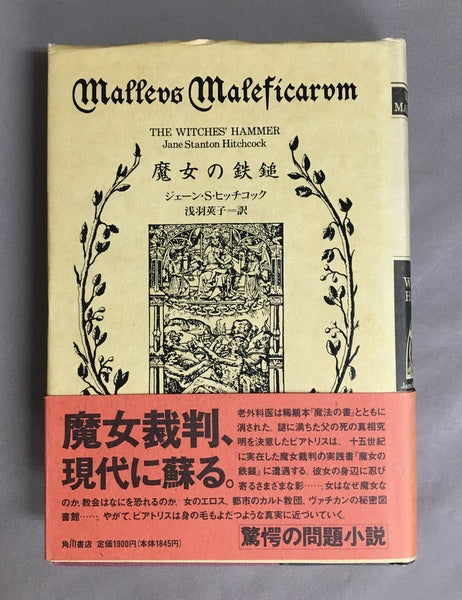 Mallevs Maleficarvm
THE WITCHES' HAMMER
Jane Stanton Hitchcock
魔女の鉄鎚
ジェーン・S・ヒッチコック
浅羽莢子=訳
魔女裁判、
現代に蘇る。
老外科医は稀覯本「魔法の書」とともに
消された。謎に満ちた父の死の真相究
明を決意したビアトリスは、十五世紀
に実在した魔女裁判の実践書「魔女の
鉄鎚」に遭遇する。彼女の身辺に忍び
寄るさまざまな影……女はなぜ魔女な
のか、教会はなにを恐れるのか。女のエロス、都市のカルト教団、ヴァチカンの秘密図
書館……。やがて、ビアトリスは身の毛もよだつような真実に近づいていく。
角川書店 定価1900円(本体1845円)
驚愕の問題小説